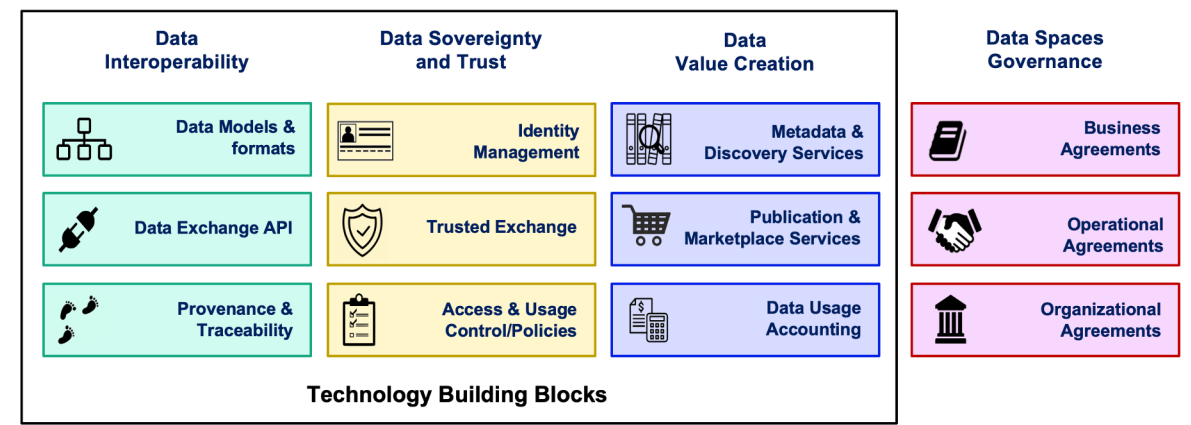 Data
Interoperability
Data Sovereignty
and Trust
Data
Value Creation
Data Spaces
Governance
Data Models &
formats
Identity
Management
Metadata &
Discovery Services
Business
Agreements
Data Exchange API
Trusted Exchange
Publication &
Marketplace Services
Operational
Agreements
Provenance &
Traceability
Access & Usage
Control/Policies
$
Data Usage
Accounting
Organizational
Agreements
Technology Building Blocks